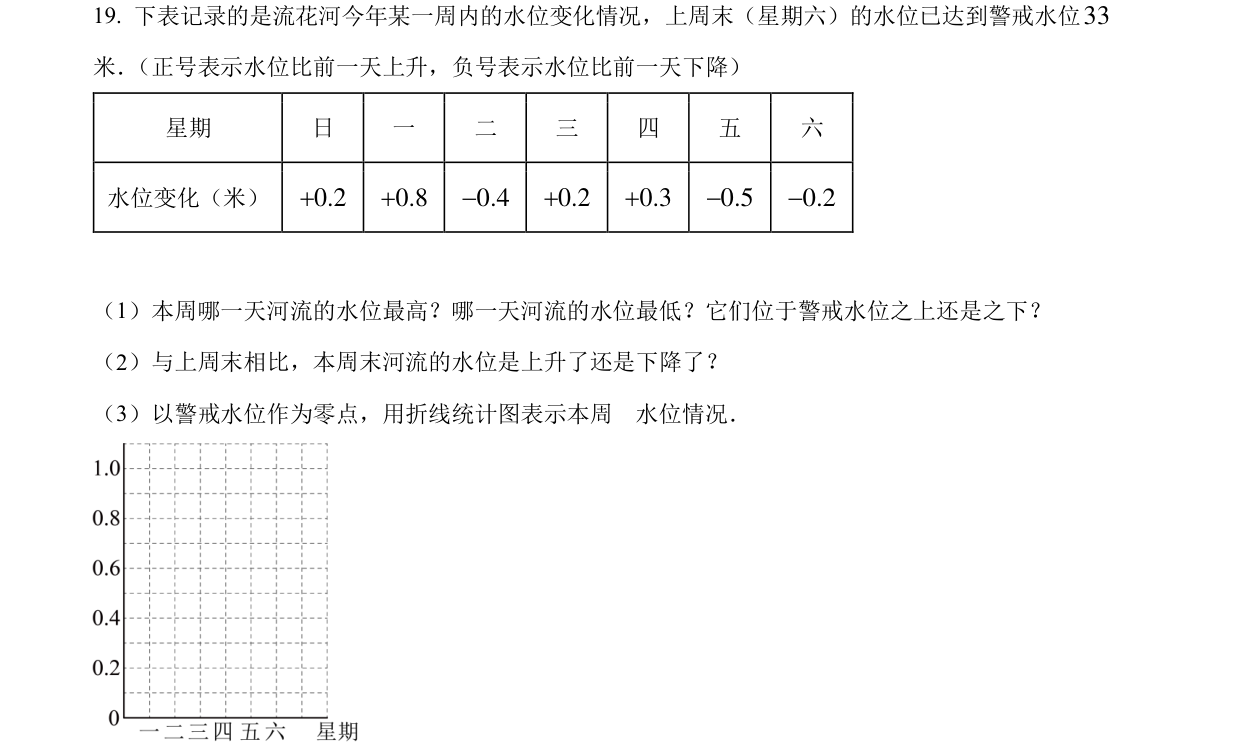 19. 下表记录的是流花河今年某一周内的水位变化情况，上周末（星期六）的水位已达到警戒水位33
米．（正号表示水位比前一天上升，负号表示水位比前一天下降）
星期 日 一 二 三 四 五 六
水位变化（米） +0.2 +0.8 −0.4 +0.2 +0.3 −0.5 −0.2
（1）本周哪一天河流的水位最高？哪一天河流的水位最低？它们位于警戒水位之上还是之下？
（2）与上周末相比，本周末河流的水位是上升了还是下降了？
（3）以警戒水位作为零点，用折线统计图表示本周 水位情况．
1.0
0.8
0.6
0.4
0.2
0
一 二 三 四 五 六 星期